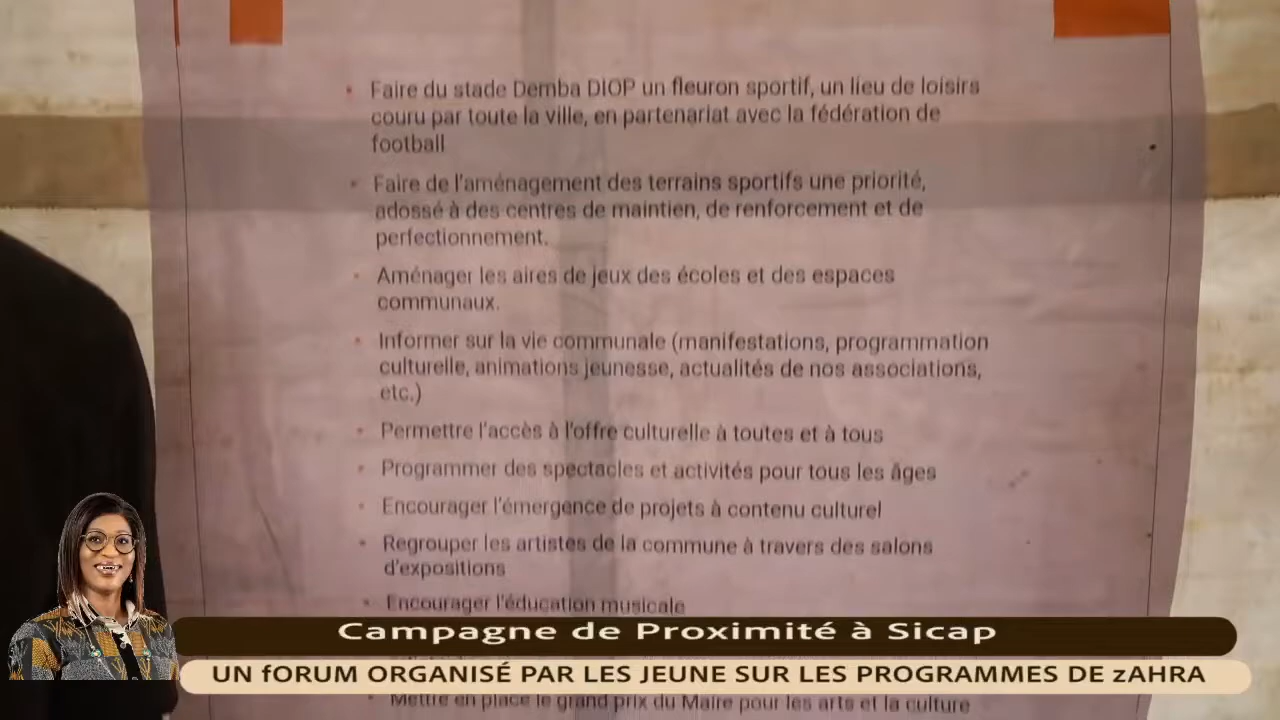 • Faire du stade Demba DIOP un fleuron sportif, un lieu de loisirs
couru par toute la ville, en partenariat avec la fédération de
football
• Faire de l'aménagement des terrains sportifs une priorité,
adossé à des centres de maintien, de renforcement et de
perfectionnement.
• Aménager les aires de jeux des écoles et des espaces
communaux.
• Informer sur la vie communale (manifestations, programmation
culturelle, animations jeunesse, actualités de nos associations,
etc.)
• Permettre l'accès à l'offre culturelle à toutes et à tous
• Programmer des spectacles et activités pour tous les âges
• Encourager l'émergence de projets à contenu culturel
• Regrouper les artistes de la commune à travers des salons
d'expositions
• Encourager l'éducation musicale
Campagne de Proximité à Sicap
UN fORUM ORGANISÉ PAR LES JEUNE SUR LES PROGRAMMES DE zAHRA
• Mettre en place le grand prix du Maire pour les arts et la culture